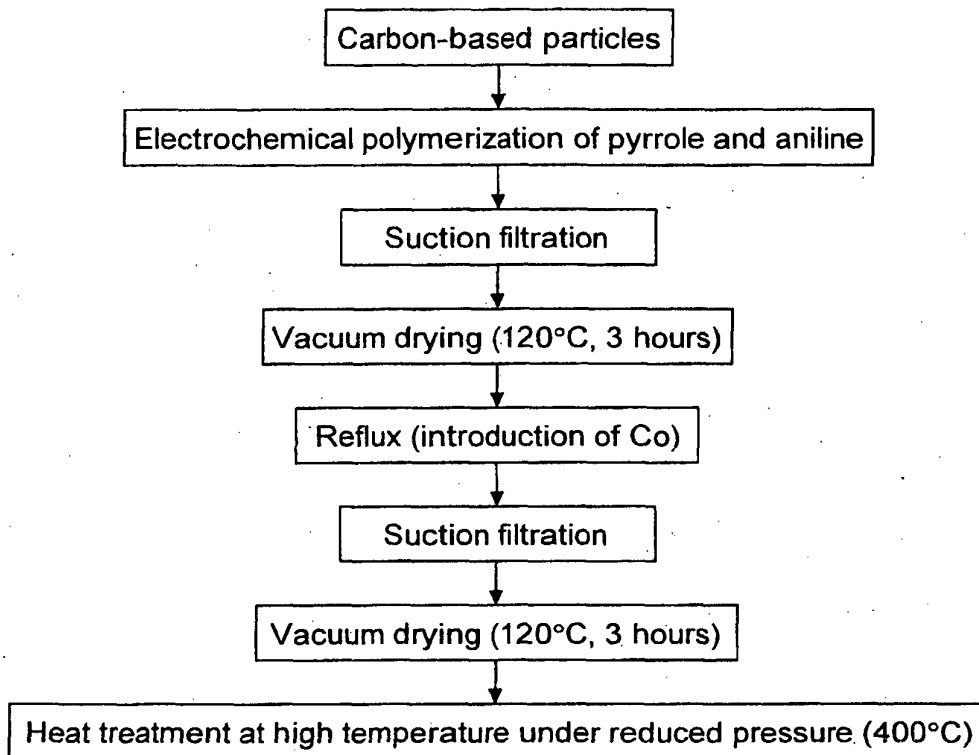 Carbon-based particles
Electrochemical polymerization of pyrrole and aniline
Suction filtration
Vacuum drying (120°C, 3 hours)
Reflux (introduction of Co)
Suction filtration
Vacuum drying (120°C, 3 hours)
Heat treatment at high temperature under reduced pressure (400°C)